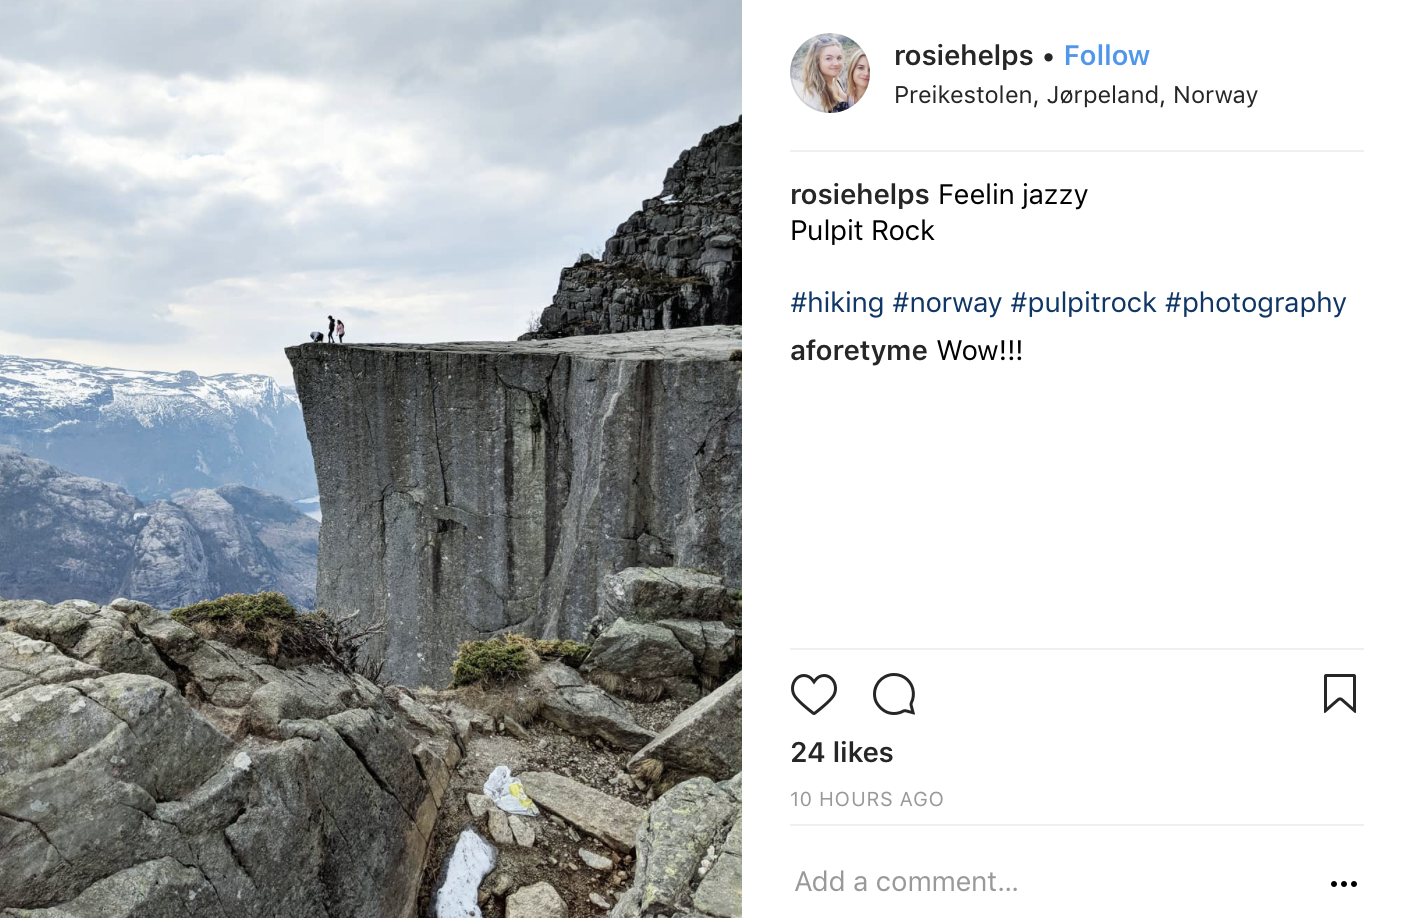 rosiehelps • Follow
Preikestolen, Jørpeland, Norway
rosiehelps Feelin jazzy
Pulpit Rock
#hiking #norway #pulpitrock #photography
aforetyme Wow!!!
24 likes
10 HOURS AGO
Add a comment...